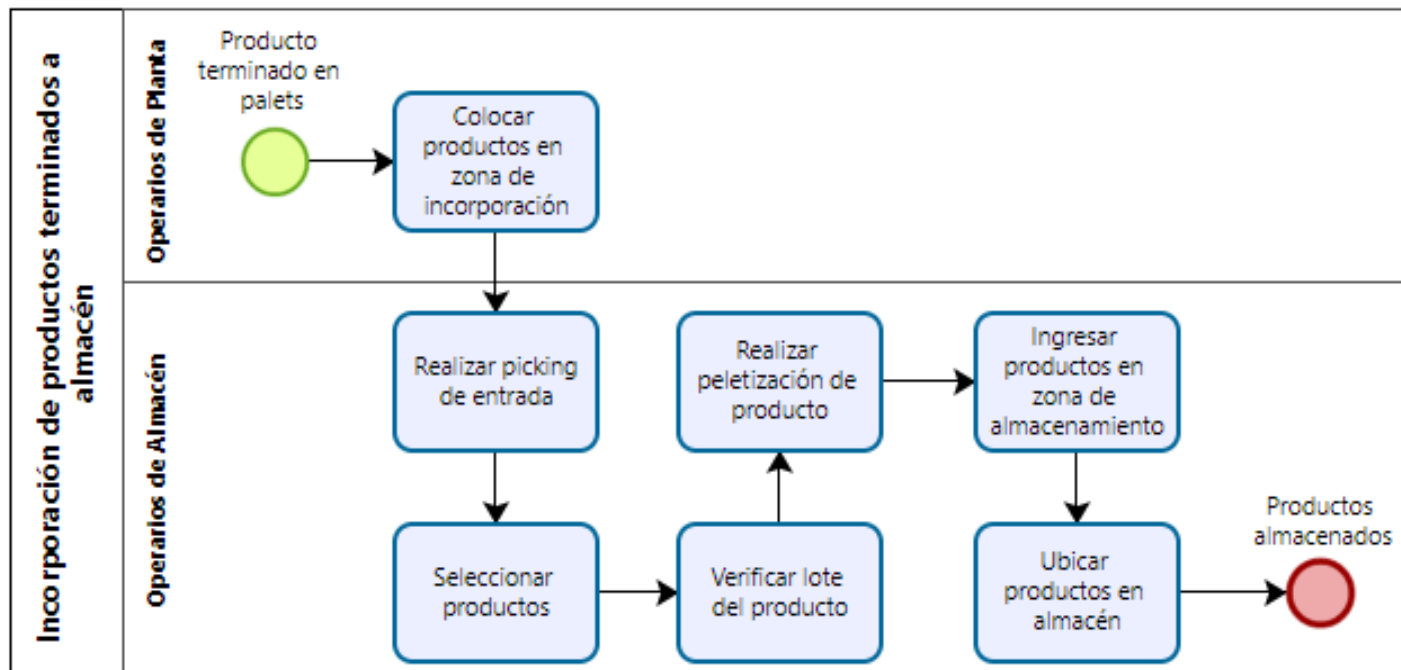 Incorporación de productos terminados a
almacén
Operarios de Planta
Producto
terminado en
palets
Colocar
productos en
zona de
incorporación
Operarios de Almacén
Realizar picking
de entrada
Seleccionar
productos
Verificar lote
del producto
Realizar
peletización de
producto
Ingresar
productos en
zona de
almacenamiento
Ubicar
productos en
almacén
Productos
almacenados